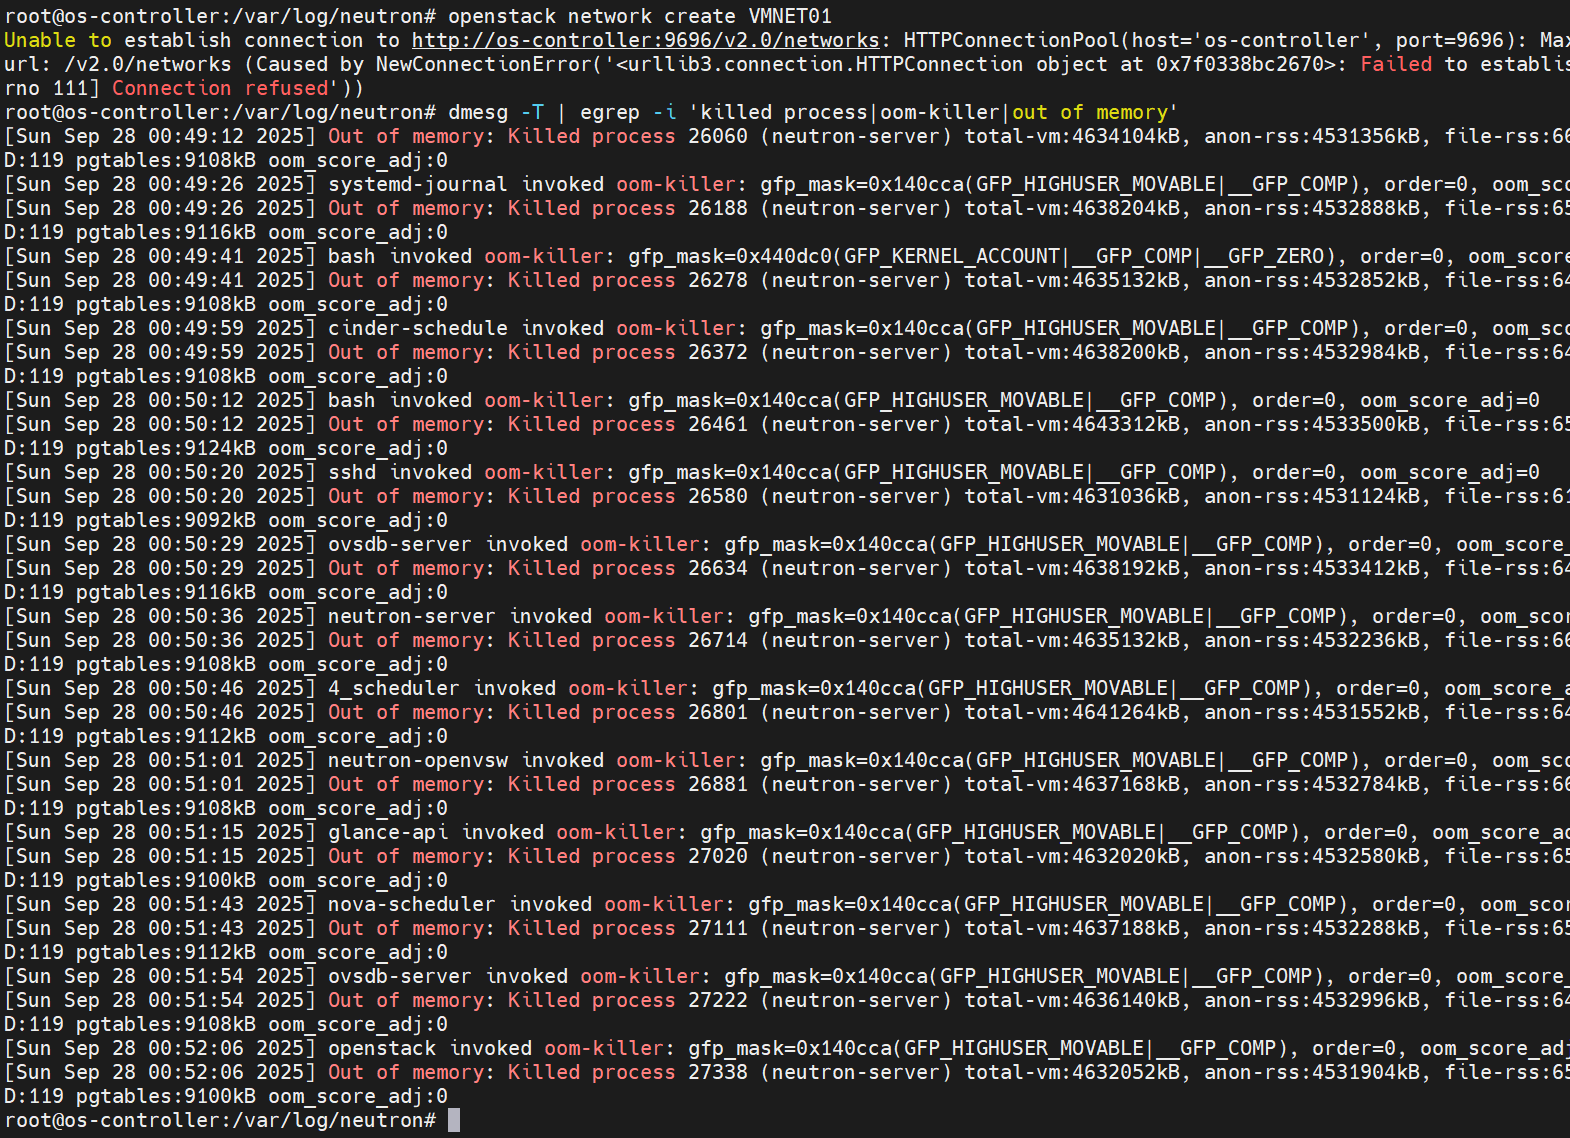 root@os-controller:/var/log/neutron# openstack network create VMNET01
Unable to establish connection to http://os-controller:9696/v2.0/networks: HTTPConnectionPool(host='os-controller', port=9696): Max
url: /v2.0/networks (Caused by NewConnectionError('<urllib3.connection.HTTPConnection object at 0x7f0338bc2670>: Failed to establis
rno 111] Connection refused'))
root@os-controller:/var/log/neutron# dmesg -T | egrep -i 'killed process|oom-killer|out of memory'
[Sun Sep 28 00:49:12 2025] Out of memory: Killed process 26060 (neutron-server) total-vm:4634104kB, anon-rss:4531356kB, file-rss:66
D:119 pgtables:9108kB oom_score_adj:0
[Sun Sep 28 00:49:26 2025] systemd-journal invoked oom-killer: gfp_mask=0x140cca(GFP_HIGHUSER_MOVABLE|__GFP_COMP), order=0, oom_sco
[Sun Sep 28 00:49:26 2025] Out of memory: Killed process 26188 (neutron-server) total-vm:4638204kB, anon-rss:4532888kB, file-rss:65
D:119 pgtables:9116kB oom_score_adj:0
[Sun Sep 28 00:49:41 2025] bash invoked oom-killer: gfp_mask=0x440dc0(GFP_KERNEL_ACCOUNT|__GFP_COMP|__GFP_ZERO), order=0, oom_score
[Sun Sep 28 00:49:41 2025] Out of memory: Killed process 26278 (neutron-server) total-vm:4635132kB, anon-rss:4532852kB, file-rss:64
D:119 pgtables:9108kB oom_score_adj:0
[Sun Sep 28 00:49:59 2025] cinder-schedule invoked oom-killer: gfp_mask=0x140cca(GFP_HIGHUSER_MOVABLE|__GFP_COMP), order=0, oom_sco
[Sun Sep 28 00:49:59 2025] Out of memory: Killed process 26372 (neutron-server) total-vm:4638200kB, anon-rss:4532984kB, file-rss:64
D:119 pgtables:9108kB oom_score_adj:0
[Sun Sep 28 00:50:12 2025] bash invoked oom-killer: gfp_mask=0x140cca(GFP_HIGHUSER_MOVABLE|__GFP_COMP), order=0, oom_score_adj=0
[Sun Sep 28 00:50:12 2025] Out of memory: Killed process 26461 (neutron-server) total-vm:4643312kB, anon-rss:4533500kB, file-rss:65
D:119 pgtables:9124kB oom_score_adj:0
[Sun Sep 28 00:50:20 2025] sshd invoked oom-killer: gfp_mask=0x140cca(GFP_HIGHUSER_MOVABLE|__GFP_COMP), order=0, oom_score_adj=0
[Sun Sep 28 00:50:20 2025] Out of memory: Killed process 26580 (neutron-server) total-vm:4631036kB, anon-rss:4531124kB, file-rss:61
D:119 pgtables:9092kB oom_score_adj:0
[Sun Sep 28 00:50:29 2025] ovsdb-server invoked oom-killer: gfp_mask=0x140cca(GFP_HIGHUSER_MOVABLE|__GFP_COMP), order=0, oom_score_
[Sun Sep 28 00:50:29 2025] Out of memory: Killed process 26634 (neutron-server) total-vm:4638192kB, anon-rss:4533412kB, file-rss:64
D:119 pgtables:9116kB oom_score_adj:0
[Sun Sep 28 00:50:36 2025] neutron-server invoked oom-killer: gfp_mask=0x140cca(GFP_HIGHUSER_MOVABLE|__GFP_COMP), order=0, oom_scor
[Sun Sep 28 00:50:36 2025] Out of memory: Killed process 26714 (neutron-server) total-vm:4635132kB, anon-rss:4532236kB, file-rss:66
D:119 pgtables:9108kB oom_score_adj:0
[Sun Sep 28 00:50:46 2025] 4_scheduler invoked oom-killer: gfp_mask=0x140cca(GFP_HIGHUSER_MOVABLE|__GFP_COMP), order=0, oom_score_a
[Sun Sep 28 00:50:46 2025] Out of memory: Killed process 26801 (neutron-server) total-vm:4641264kB, anon-rss:4531552kB, file-rss:64
D:119 pgtables:9112kB oom_score_adj:0
[Sun Sep 28 00:51:01 2025] neutron-openvsw invoked oom-killer: gfp_mask=0x140cca(GFP_HIGHUSER_MOVABLE|__GFP_COMP), order=0, oom_sco
[Sun Sep 28 00:51:01 2025] Out of memory: Killed process 26881 (neutron-server) total-vm:4637168kB, anon-rss:4532784kB, file-rss:66
D:119 pgtables:9108kB oom_score_adj:0
[Sun Sep 28 00:51:15 2025] glance-api invoked oom-killer: gfp_mask=0x140cca(GFP_HIGHUSER_MOVABLE|__GFP_COMP), order=0, oom_score_ad
[Sun Sep 28 00:51:15 2025] Out of memory: Killed process 27020 (neutron-server) total-vm:4632020kB, anon-rss:4532580kB, file-rss:65
D:119 pgtables:9100kB oom_score_adj:0
[Sun Sep 28 00:51:43 2025] nova-scheduler invoked oom-killer: gfp_mask=0x140cca(GFP_HIGHUSER_MOVABLE|__GFP_COMP), order=0, oom_scor
[Sun Sep 28 00:51:43 2025] Out of memory: Killed process 27111 (neutron-server) total-vm:4637188kB, anon-rss:4532288kB, file-rss:65
D:119 pgtables:9112kB oom_score_adj:0
[Sun Sep 28 00:51:54 2025] ovsdb-server invoked oom-killer: gfp_mask=0x140cca(GFP_HIGHUSER_MOVABLE|__GFP_COMP), order=0, oom_score_
[Sun Sep 28 00:51:54 2025] Out of memory: Killed process 27222 (neutron-server) total-vm:4636140kB, anon-rss:4532996kB, file-rss:64
D:119 pgtables:9108kB oom_score_adj:0
[Sun Sep 28 00:52:06 2025] openstack invoked oom-killer: gfp_mask=0x140cca(GFP_HIGHUSER_MOVABLE|__GFP_COMP), order=0, oom_score_adj
[Sun Sep 28 00:52:06 2025] Out of memory: Killed process 27338 (neutron-server) total-vm:4632052kB, anon-rss:4531904kB, file-rss:65
D:119 pgtables:9100kB oom_score_adj:0
root@os-controller:/var/log/neutron#